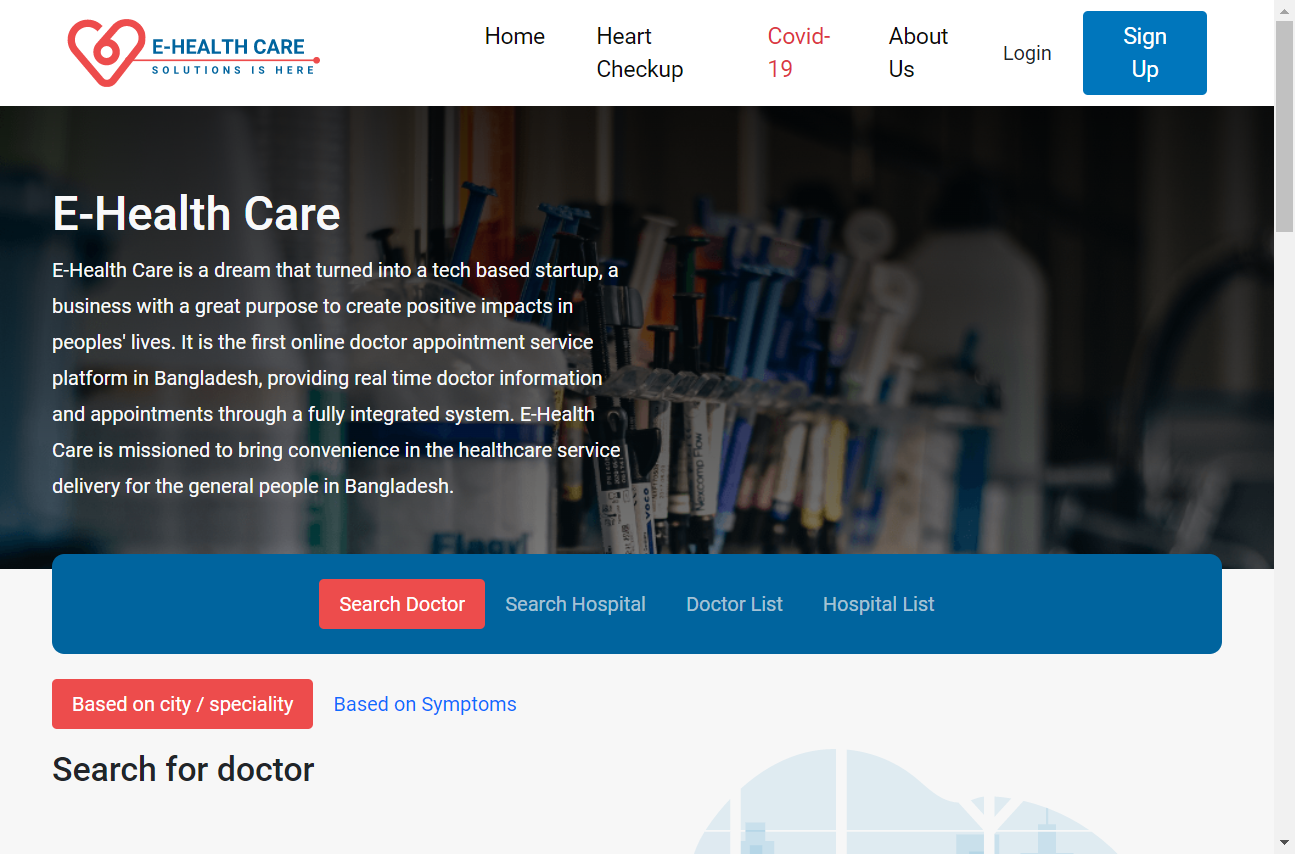 E-HEALTH CARE
SOLUTIONS IS HERE
Home
Heart
Checkup
Covid-
19
About
Us
Login
Sign
Up
E-Health Care
E-Health Care is a dream that turned into a tech based startup, a
business with a great purpose to create positive impacts in
peoples' lives. It is the first online doctor appointment service
platform in Bangladesh, providing real time doctor information
and appointments through a fully integrated system. E-Health
Care is missioned to bring convenience in the healthcare service
delivery for the general people in Bangladesh.
Nexcomp Flow
Flagyl
Search Doctor
Search Hospital
Doctor List
Hospital List
Based on city / speciality
Based on Symptoms
Search for doctor